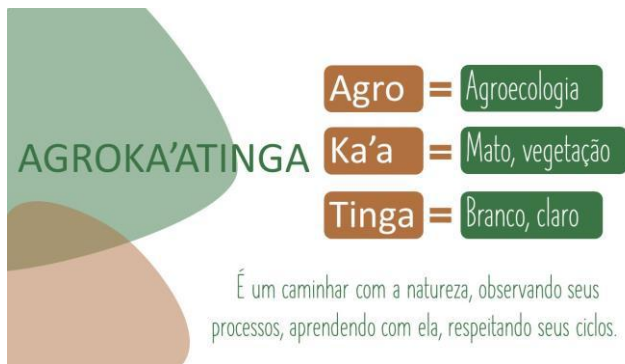 Agro = Agroecologia
AGROKA'ATINGA Ka'a = Mato, vegetação
Tinga = Branco, claro
É um caminhar com a natureza, observando seus
processos, aprendendo com ela, respeitando seus ciclos.